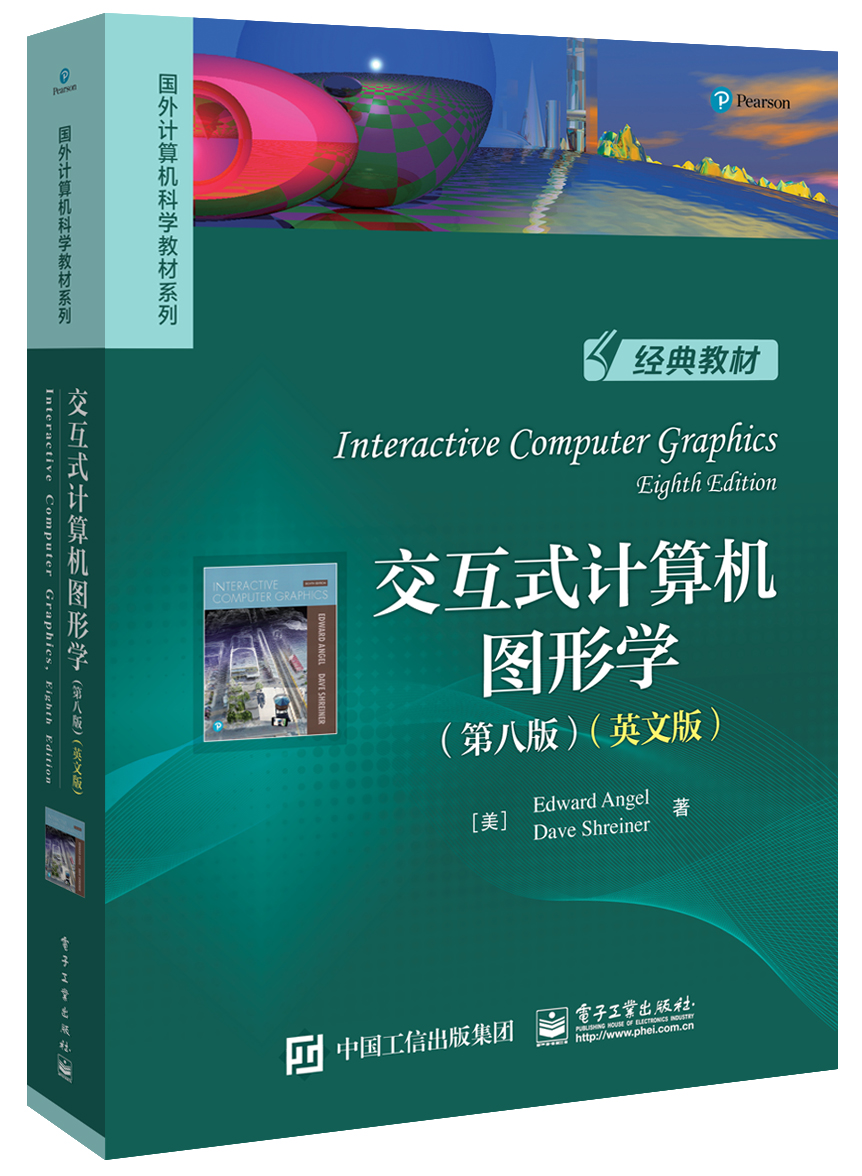 Pearson
国外计算机科学教材系列
交互式计算机图形学(第八版)(英文版)
Interactive Computer Graphics, Eighth Edition
电子工业出版社
国外计算机科学教材系列
Pearson
经典教材
Interactive Computer Graphics
Eighth Edition
交互式计算机
图形学
(第八版)(英文版)
INTERACTIVE
COMPUTER GRAPHICS
EDWARD ANGEL DAVE SHREINER
[美] Edward Angel
Dave Shreiner 著
中国工信出版集团
电子工业出版社·
PUBLISHING HOUSE OF ELECTRONICS INDUSTRY
http://www.phei.com.cn